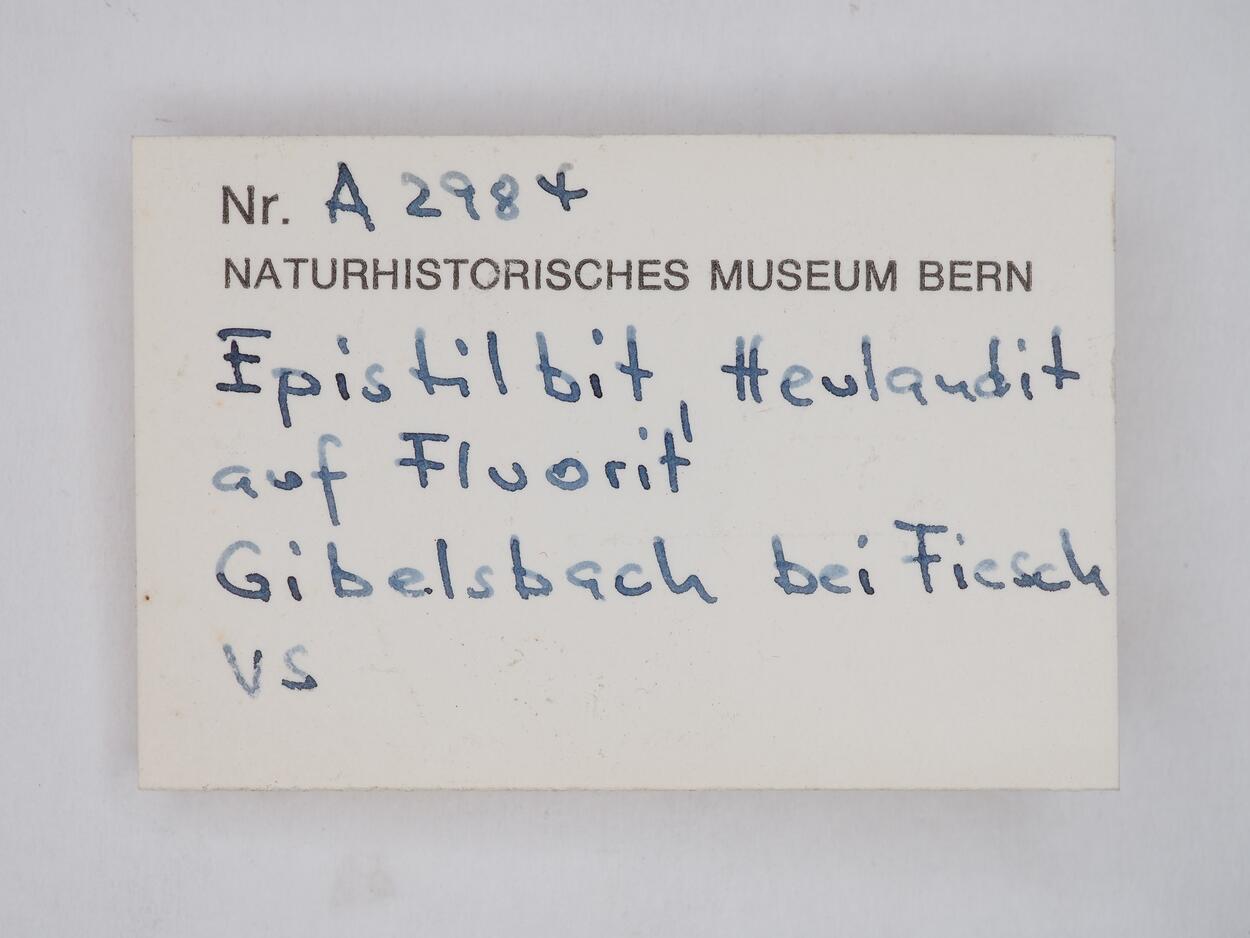 Nr. A 2984
NATURHISTORISCHES MUSEUM BERN
Epistilbit, Heulandit
auf Fluorit
Gibelsbach bei Fiesch
VS